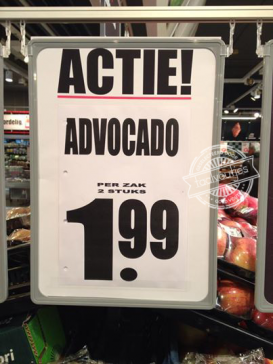 ACTIE!
ADVOCADO
PER ZAK
2 STUKS
1.99